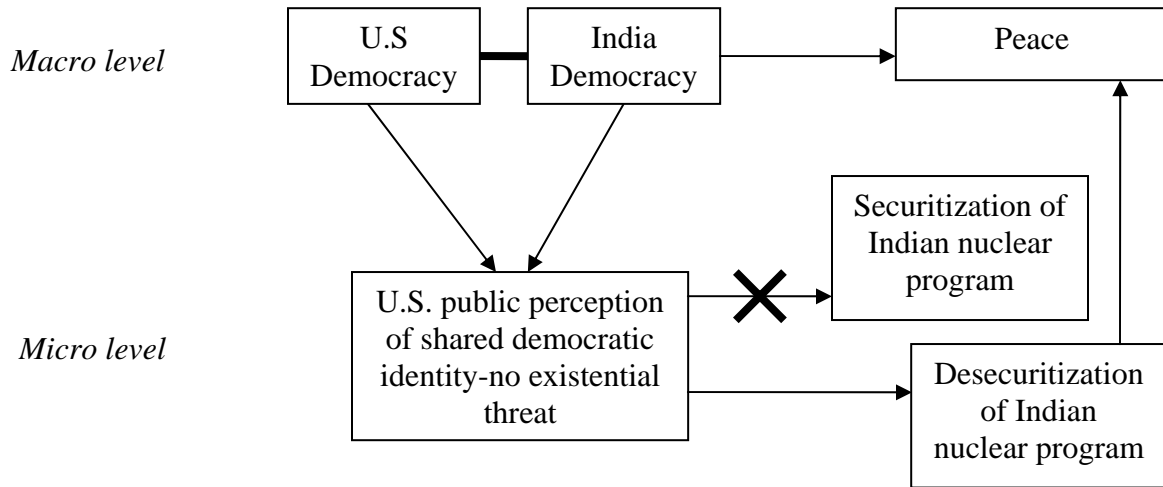 Macro level
U.S
Democracy
India
Democracy
Peace
Securitization of
Indian nuclear
program
Micro level
U.S. public perception
of shared democratic
identity-no existential
threat
Desecuritization
of Indian
nuclear program